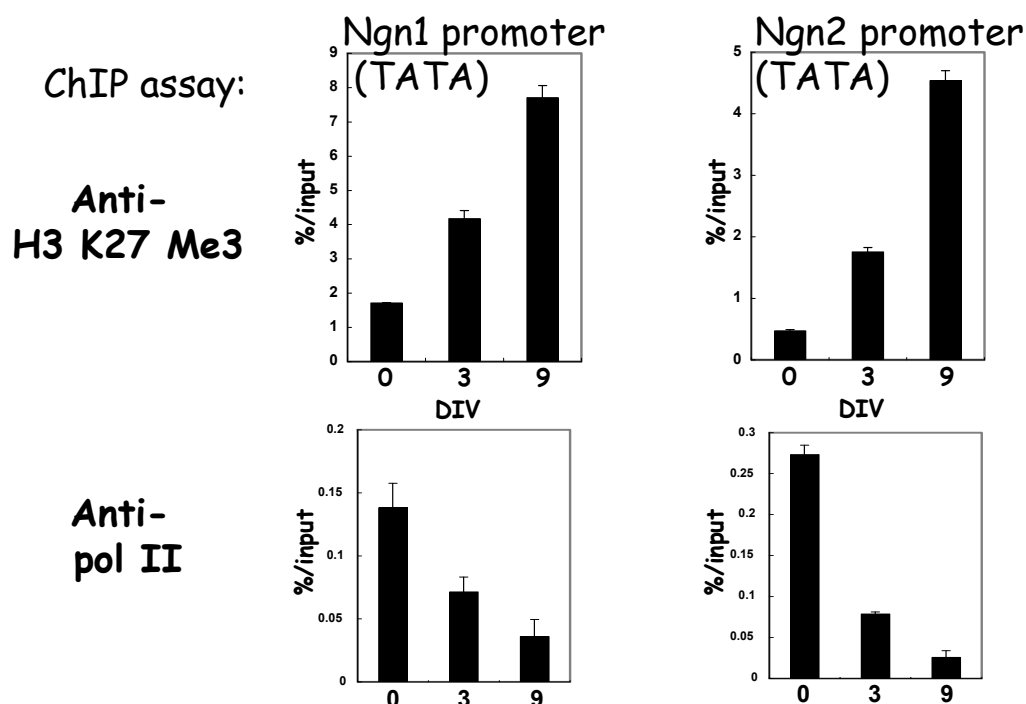 Ngn1 promoter
(TATA)
Ngn2 promoter
(TATA)
ChIP assay:
Anti-
H3 K27 Me3
%/input
9
8
7
6
5
4
3
2
1
0
0 3 9
DIV
%/input
5
4
3
2
1
0
0 3 9
DIV
Anti-
pol II
%/input
0.2
0.15
0.1
0.05
0
0 3 9
%/input
0.3
0.25
0.2
0.15
0.1
0.05
0
0 3 9